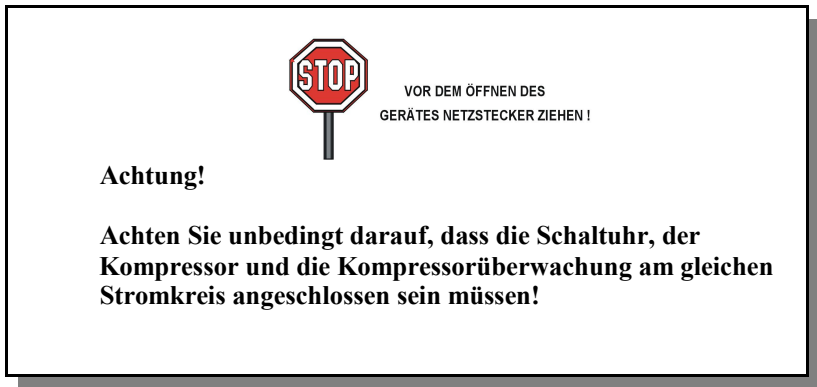 STOP
VOR DEM ÖFFNEN DES
GERÄTES NETZSTECKER ZIEHEN !
Achtung!
Achten Sie unbedingt darauf, dass die Schaltuhr, der
Kompressor und die Kompressorüberwachung am gleichen
Stromkreis angeschlossen sein müssen!